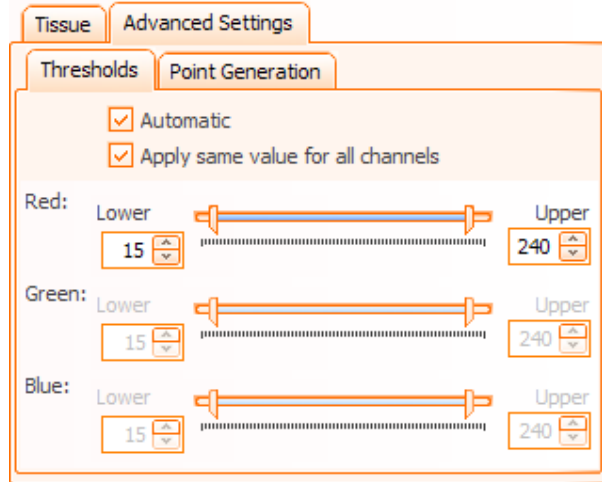 Tissue Advanced Settings
Thresholds Point Generation
Automatic
Apply same value for all channels
Red: Lower Upper
15 240
Green: Lower Upper
15 240
Blue: Lower Upper
15 240